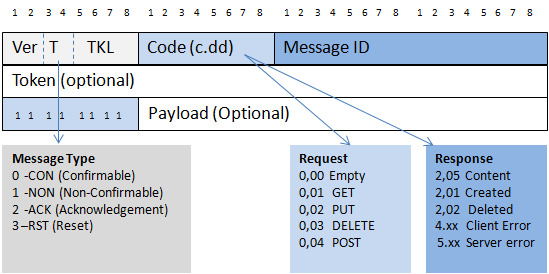 1 2 3 4 5 6 7 8 1 2 3 4 5 6 7 8 1 2 3 4 5 6 7 8 1 2 3 4 5 6 7 8
Ver T TKL Code (c.dd) Message ID
Token (optional)
1 1 1 1 1 1 1 1 Payload (Optional)
Message Type
0 -CON (Confirmable)
1 -NON (Non-Confirmable)
2 -ACK (Acknowledgement)
3 –RST (Reset)
Request
0,00 Empty
0,01 GET
0,02 PUT
0,03 DELETE
0,04 POST
Response
2,05 Content
2,01 Created
2,02 Deleted
4.xx Client Error
5.xx Server error